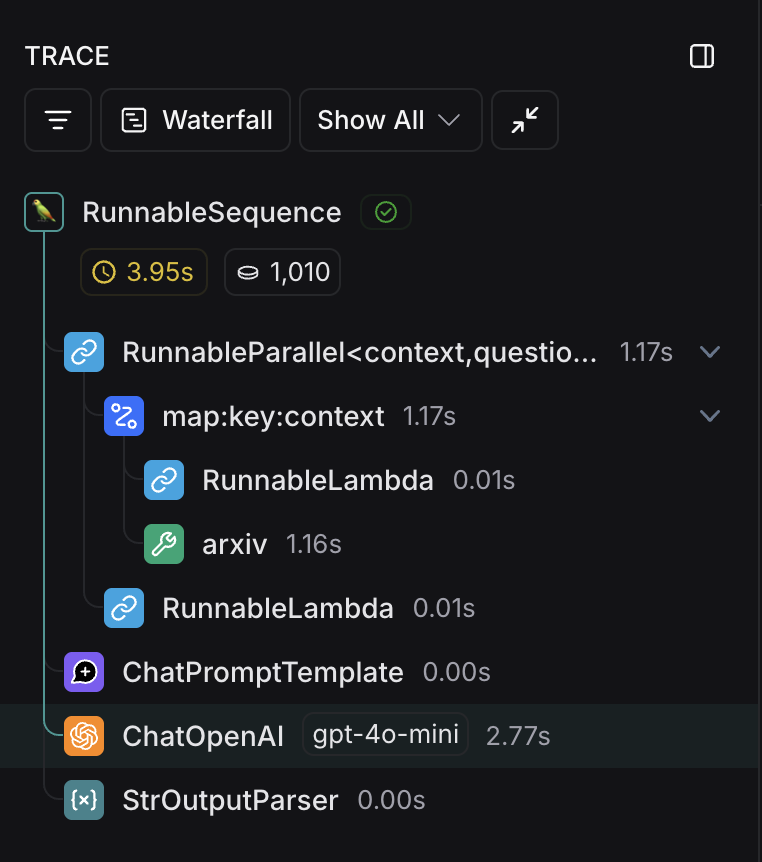 TRACE
Waterfall Show All
RunnableSequence
3.95s 1,010
RunnableParallel<context,questio... 1.17s
map:key:context 1.17s
RunnableLambda 0.01s
arxiv 1.16s
RunnableLambda 0.01s
ChatPromptTemplate 0.00s
ChatOpenAI gpt-4o-mini 2.77s
{×} StrOutputParser 0.00s